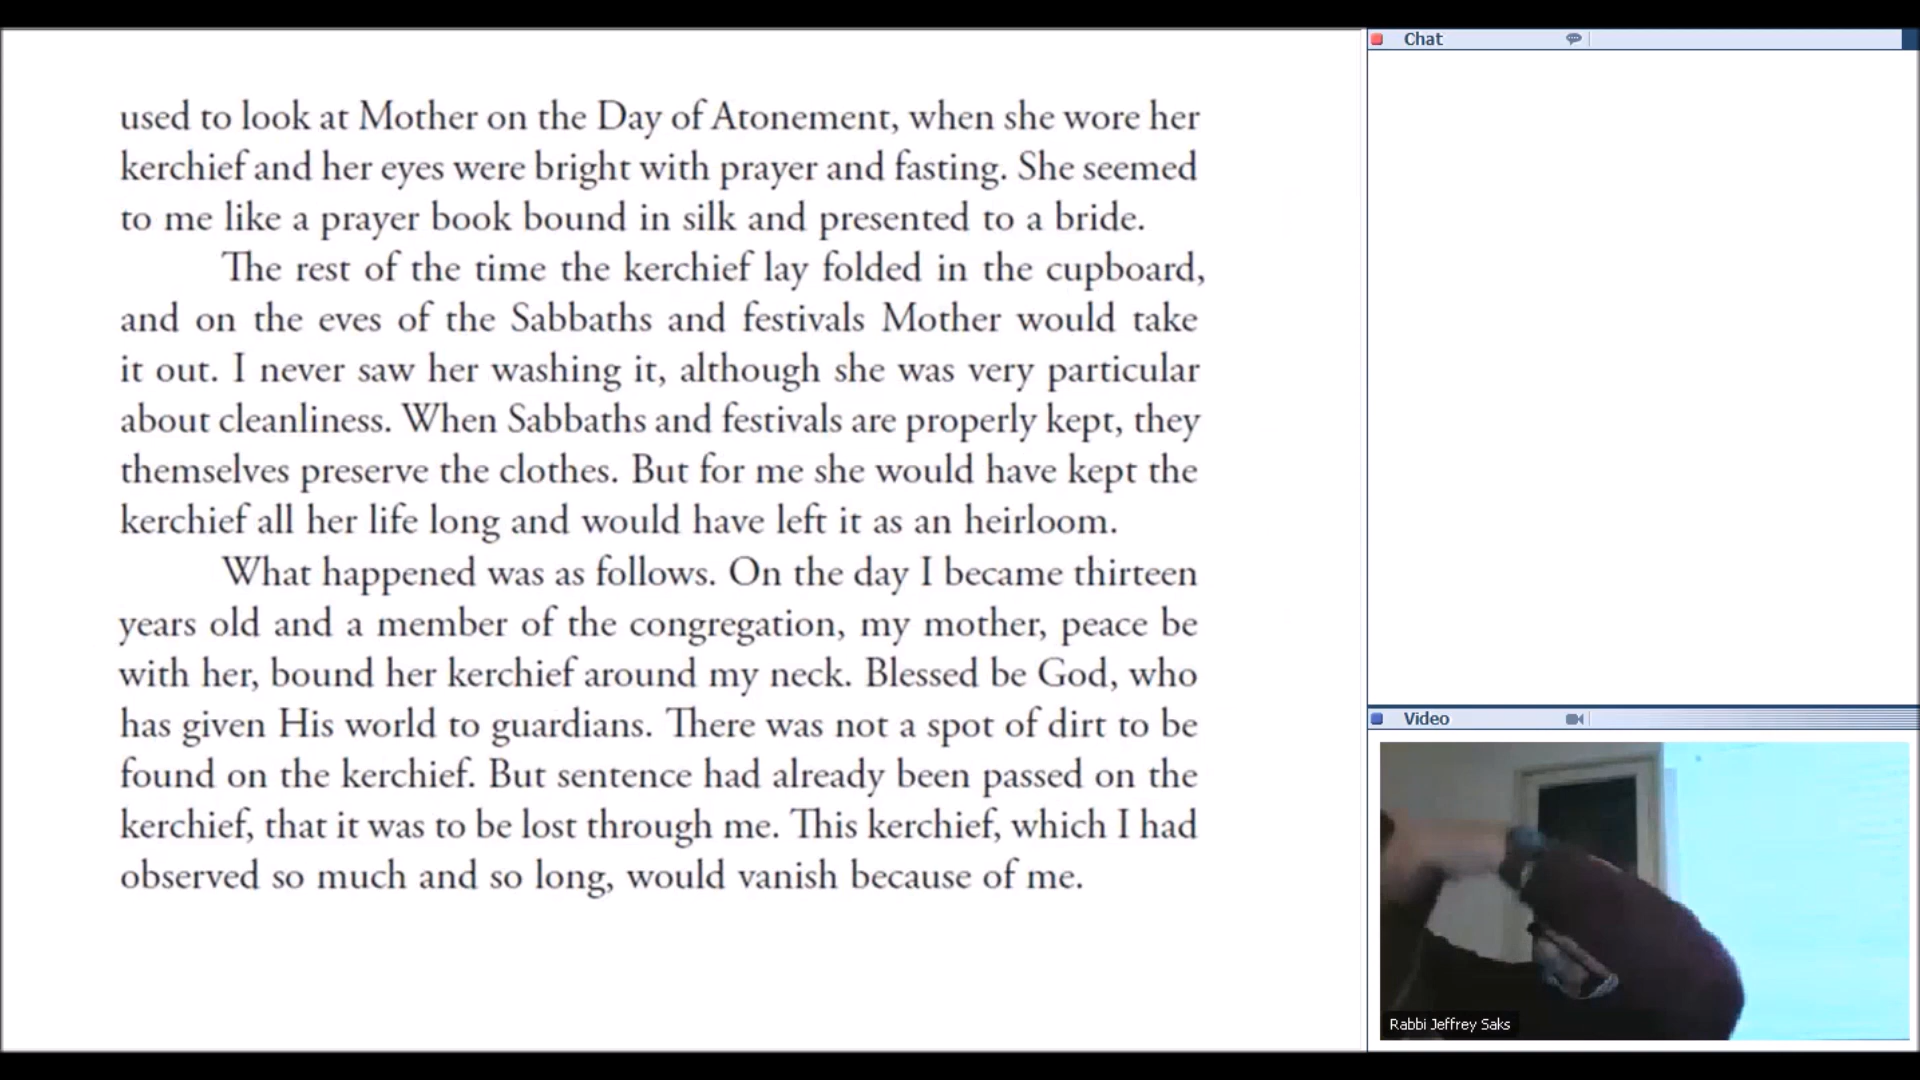 used to look at Mother on the Day of Atonement, when she wore her
kerchief and her eyes were bright with prayer and fasting. She seemed
to me like a prayer book bound in silk and presented to a bride.
The rest of the time the kerchief lay folded in the cupboard,
and on the eves of the Sabbaths and festivals Mother would take
it out. I never saw her washing it, although she was very particular
about cleanliness. When Sabbaths and festivals are properly kept, they
themselves preserve the clothes. But for me she would have kept the
kerchief all her life long and would have left it as an heirloom.
What happened was as follows. On the day I became thirteen
years old and a member of the congregation, my mother, peace be
with her, bound her kerchief around my neck. Blessed be God, who
has given His world to guardians. There was not a spot of dirt to be
found on the kerchief. But sentence had already been passed on the
kerchief, that it was to be lost through me. This kerchief, which I had
observed so much and so long, would vanish because of me.
Chat
Video
Rabbi Jeffrey Saks